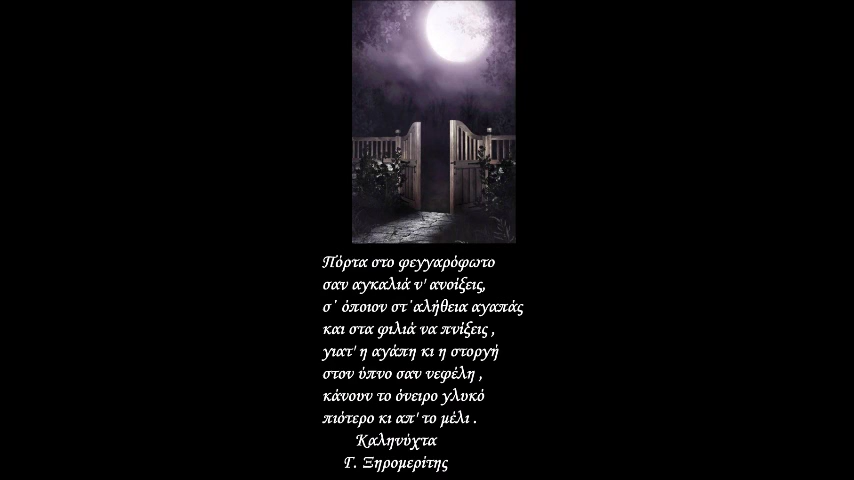 Πόρτα στο φεγγαρόφωτο
σαν αγκαλιά ν' ανοίξεις,
σ᾿ όποιον στ᾿αλήθεια αγαπάς
και στα φιλιά να πνίξεις ,
γιατ' η αγάπη κι η στοργή
στον ύπνο σαν νεφέλη ,
κάνουν το όνειρο γλυκό
πιότερο κι απ' το μέλι .
Καληνύχτα
Γ. Ξηρομερίτης